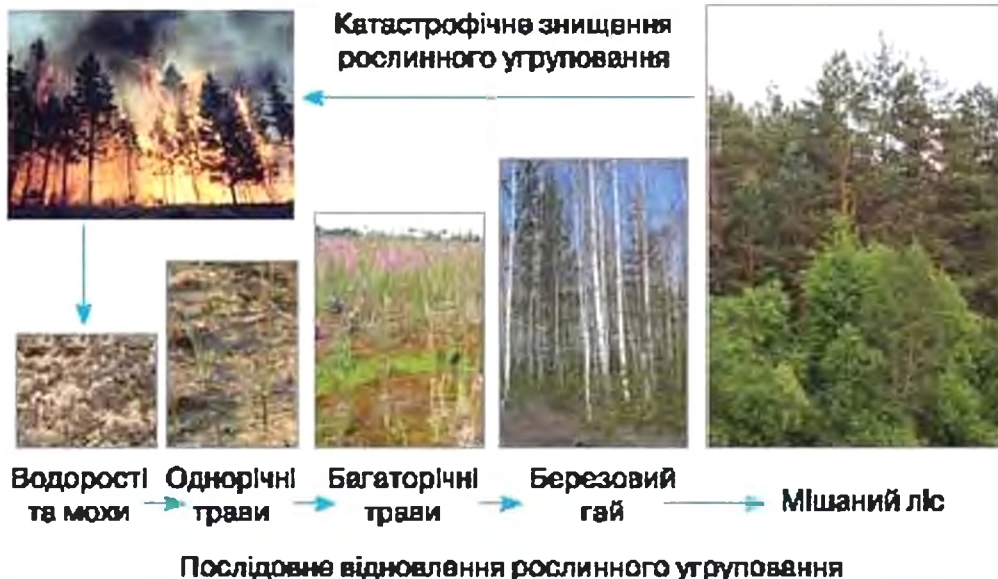 Катастрофічне знищення
рослинного угруповання
Водорості
та мохи
Однорічні
трави
Багаторічні
трави
Березовий
гай
Мішаний ліс
Послідовне відновлення рослинного угруповання